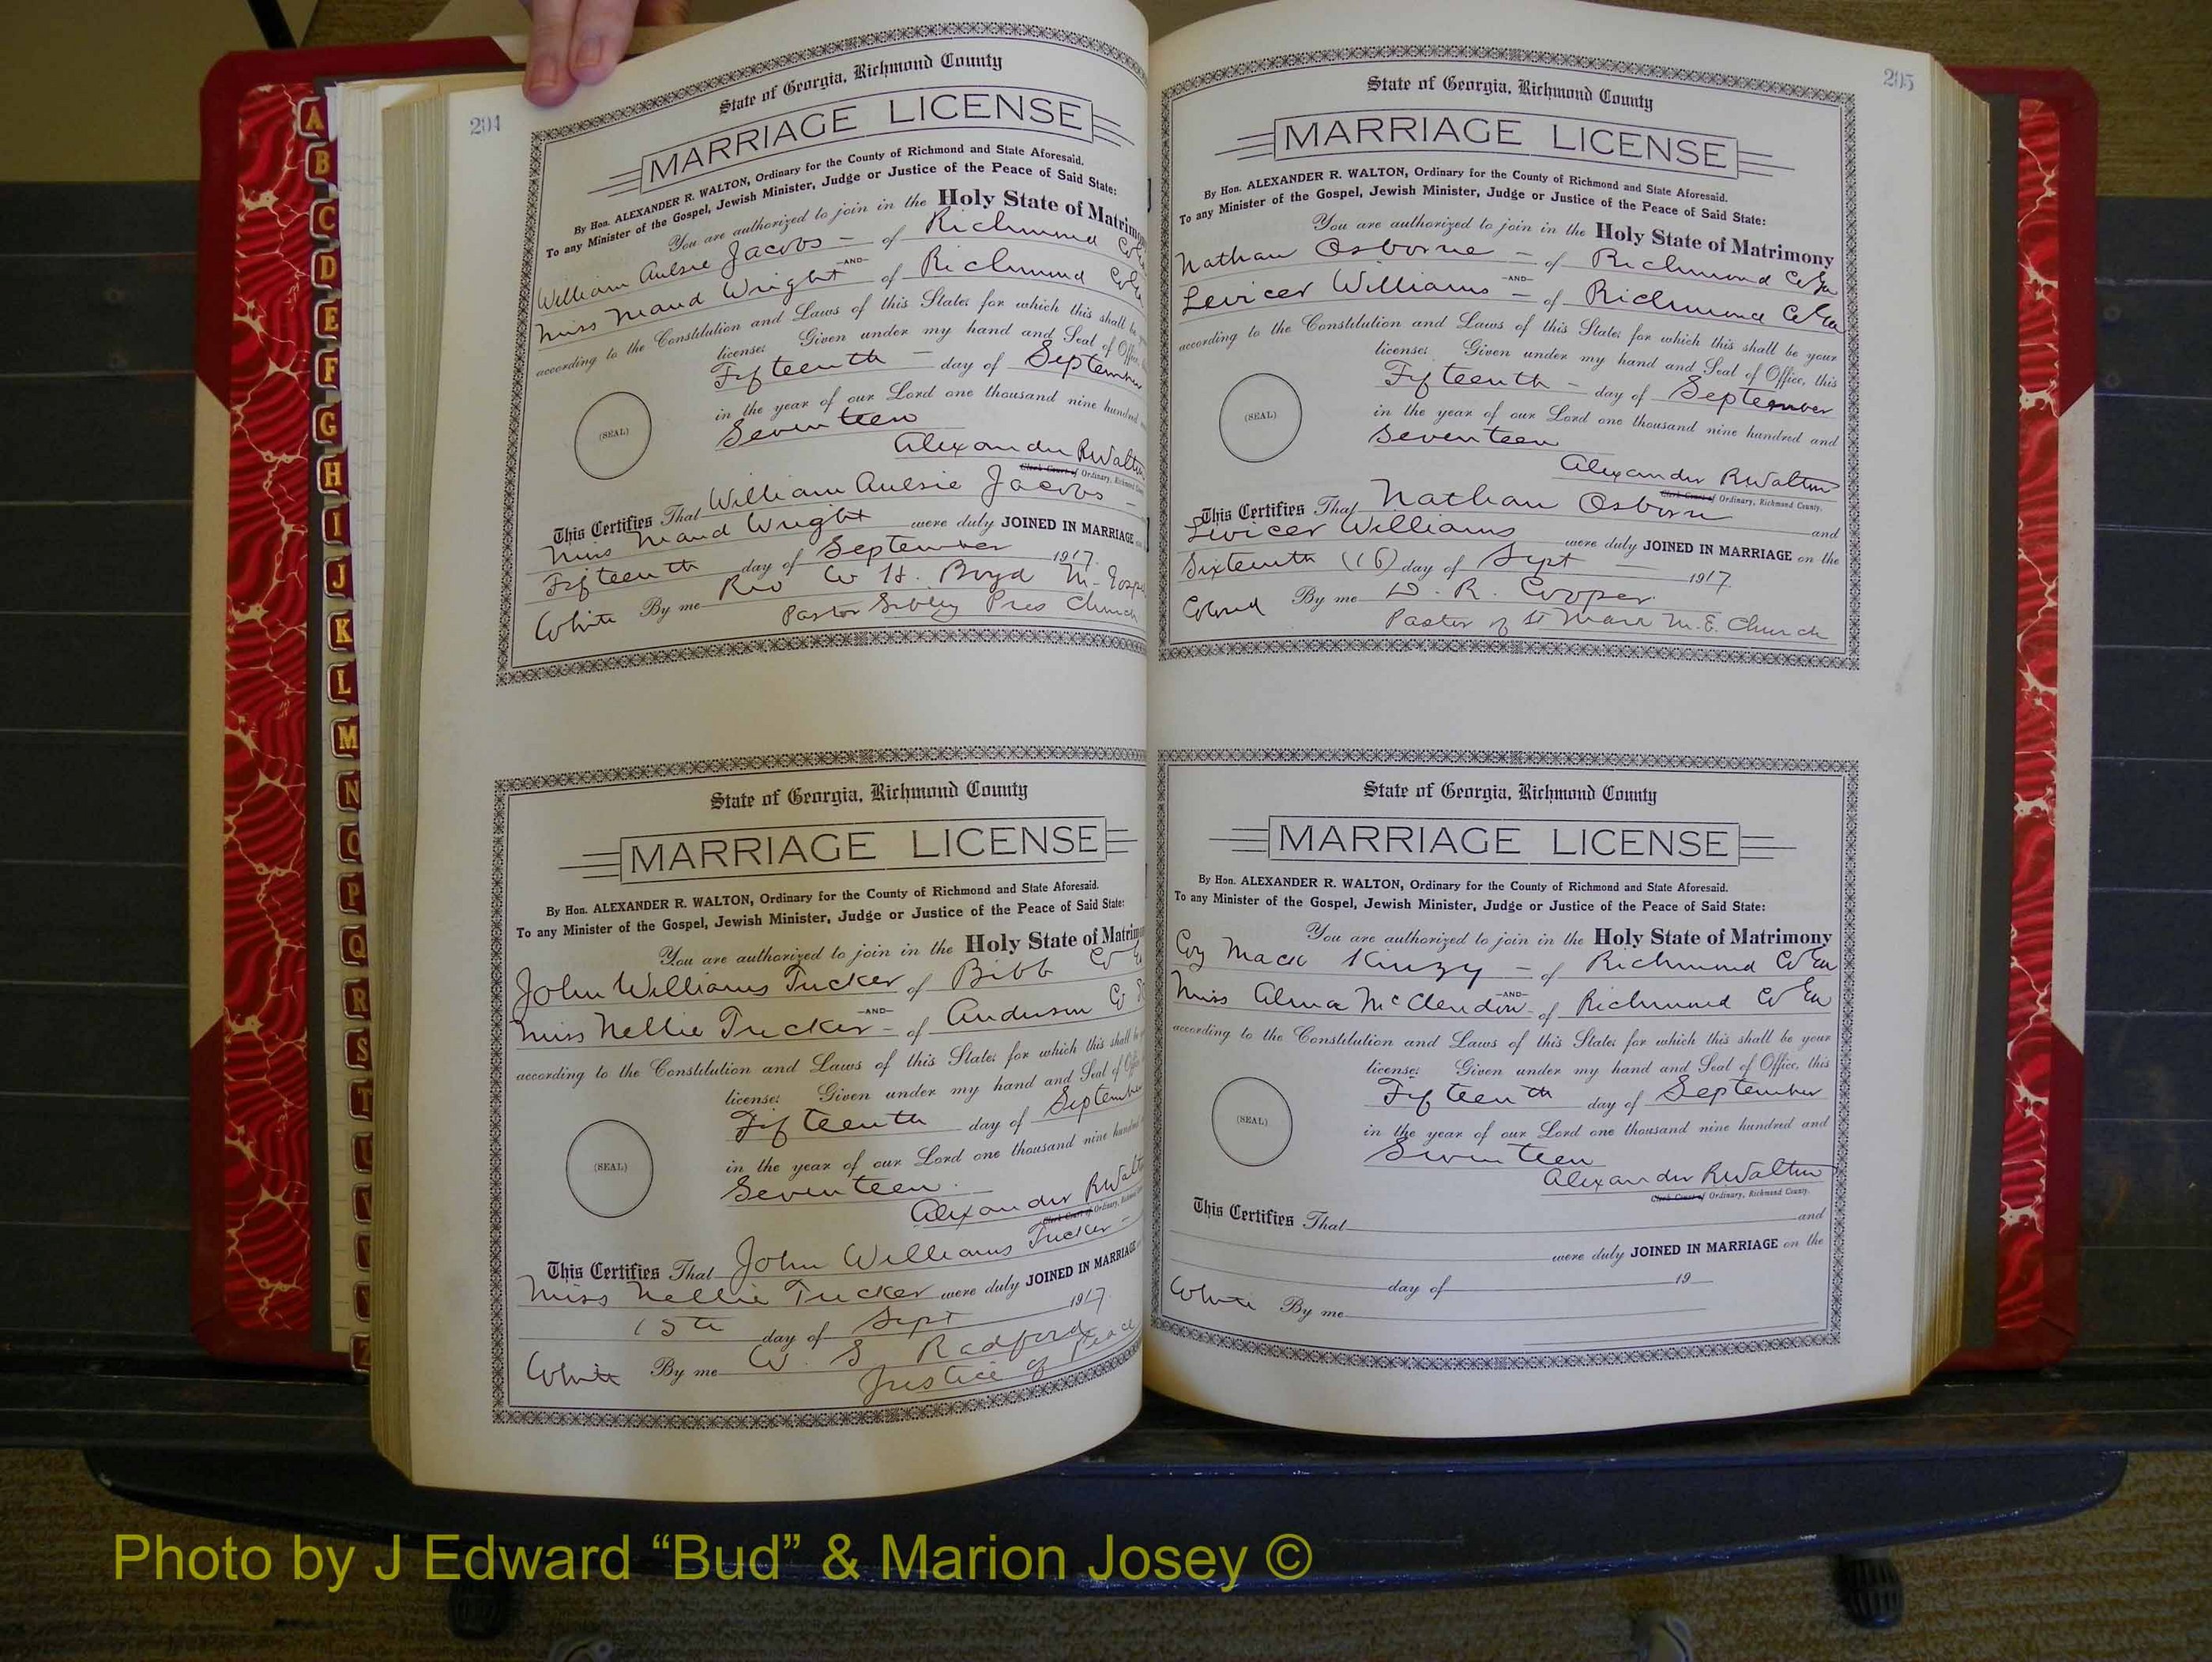 A
B
C
D
E
F
G
H
I
J
K
L
M
N
O
P
Q
R
S
T
204
State of Georgia, Richmond County
MARRIAGE LICENSE
By Hon. ALEXANDER R. WALTON, Ordinary for the County of Richmond and State Aforesaid.
To any Minister of the Gospel, Jewish Minister, Judge or Justice of the Peace of Said State:
You are authorized to join in the Holy State of Matrimony
William Aulsie Jacobs - of Richmond Co
-AND-
Miss Maud Wright of Richmond Co
according to the Constitution and Laws of this State; for which this shall be
license: Given under my hand and Seal of Office,
Fifteenth - day of September
(SEAL)
in the year of our Lord one thousand nine hundred
Seventeen
Alexander R Walton
Clerk Court of Ordinary, Richmond County
This Certifies That William Aulsie Jacobs -
Miss Maud Wright were duly JOINED IN MARRIAGE
Fifteenth day of September 1917.
White By me Rev W H. Boyd M-
Pastor Sibley Pres Church
State of Georgia, Richmond County
MARRIAGE LICENSE
By Hon. ALEXANDER R. WALTON, Ordinary for the County of Richmond and State Aforesaid.
To any Minister of the Gospel, Jewish Minister, Judge or Justice of the Peace of Said State:
You are authorized to join in the Holy State of
John Williams Tucker of Bibb Co
-AND-
Miss Nellie Tucker - of Anderson Co
according to the Constitution and Laws of this State; for which this shall be
license: Given under my hand and Seal of
Fifteenth day of September
(SEAL)
in the year of our Lord one thousand nine
Seventeen.
Alexander R Walton
Clerk Court of Ordinary,
This Certifies That John Williams Tucker -
Miss Nellie Tucker were duly JOINED IN MARRIAGE
15th day of Sept 1917.
White By me W. S Radford
Justice of Peace
205
State of Georgia, Richmond County
MARRIAGE LICENSE
By Hon. ALEXANDER R. WALTON, Ordinary for the County of Richmond and State Aforesaid.
To any Minister of the Gospel, Jewish Minister, Judge or Justice of the Peace of Said State:
You are authorized to join in the Holy State of Matrimony
Nathan Osborne - of Richmond Co Ga
-AND-
Levicer Williams - of Richmond Co Ga
according to the Constitution and Laws of this State; for which this shall be your
license: Given under my hand and Seal of Office, this
Fifteenth - day of September
(SEAL)
in the year of our Lord one thousand nine hundred and
Seventeen
Alexander R Walton
Clerk Court of Ordinary, Richmond County.
This Certifies That Nathan Osborn and
Levicer Williams were duly JOINED IN MARRIAGE on the
Sixteenth (16) day of Sept 1917.
Colored By me D. R. Cooper.
Pastor of St Mark M.E. Church
State of Georgia, Richmond County
MARRIAGE LICENSE
By Hon. ALEXANDER R. WALTON, Ordinary for the County of Richmond and State Aforesaid.
To any Minister of the Gospel, Jewish Minister, Judge or Justice of the Peace of Said State:
You are authorized to join in the Holy State of Matrimony
Coy Mack Kinzy - of Richmond Co Ga
-AND-
Miss Alma McClendon - of Richmond Co Ga
according to the Constitution and Laws of this State; for which this shall be your
license: Given under my hand and Seal of Office, this
Fifteenth day of September
(SEAL)
in the year of our Lord one thousand nine hundred and
Seventeen
Alexander R Walton
Clerk Court of Ordinary, Richmond County.
This Certifies That and
were duly JOINED IN MARRIAGE on the
day of 19
White By me
Photo by J Edward “Bud” & Marion Josey ©